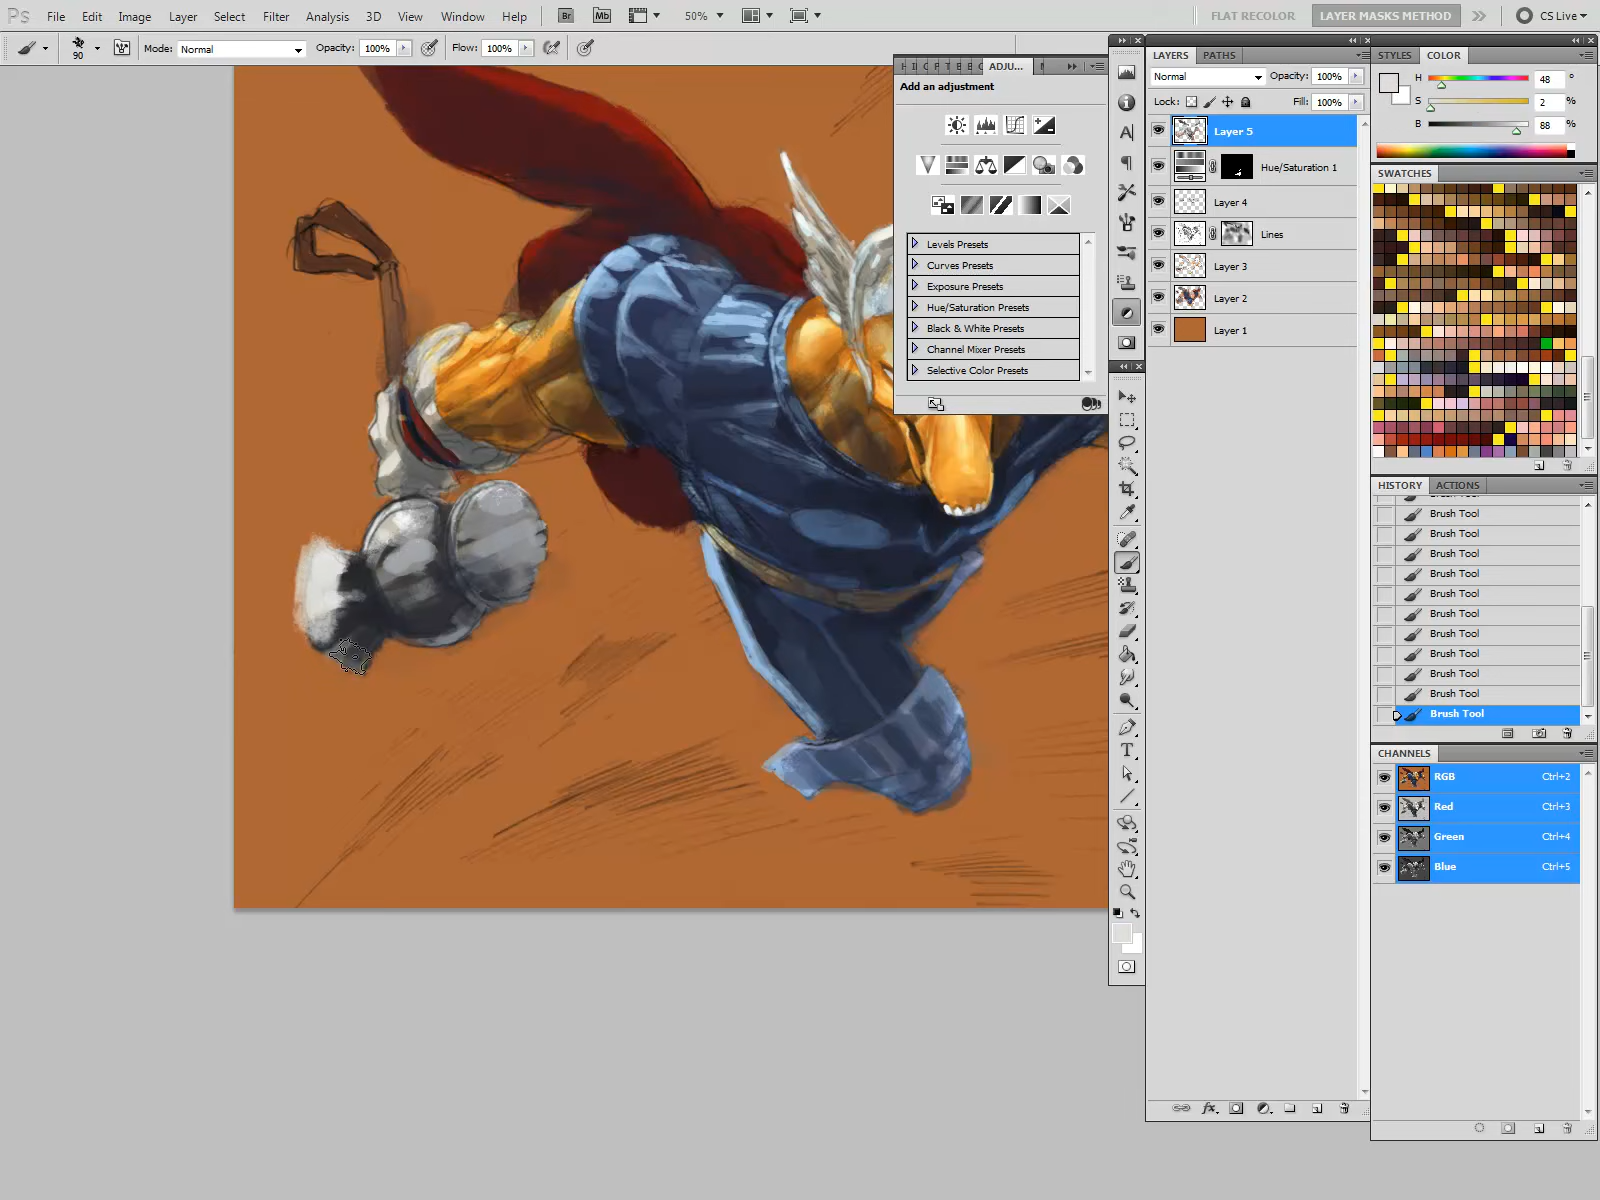 Ps File Edit Image Layer Select Filter Analysis 3D View Window Help Br Mb 50% FLAT RECOLOR LAYER MASKS METHOD CS Live
90 Mode: Normal Opacity: 100% Flow: 100%
ADJU...
Add an adjustment
Levels Presets
Curves Presets
Exposure Presets
Hue/Saturation Presets
Black & White Presets
Channel Mixer Presets
Selective Color Presets
LAYERS PATHS
Normal Opacity: 100%
Lock: Fill: 100%
Layer 5
Hue/Saturation 1
Layer 4
Lines
Layer 3
Layer 2
Layer 1
STYLES COLOR
H 48 °
S 2 %
B 88 %
SWATCHES
HISTORY ACTIONS
Brush Tool
Brush Tool
Brush Tool
Brush Tool
Brush Tool
Brush Tool
Brush Tool
Brush Tool
Brush Tool
Brush Tool
Brush Tool
Brush Tool
CHANNELS
RGB Ctrl+2
Red Ctrl+3
Green Ctrl+4
Blue Ctrl+5